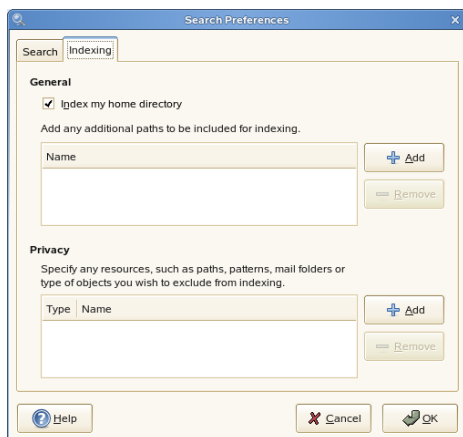 Search Preferences
Search
Indexing
General
Index my home directory
Add any additional paths to be included for indexing.
Name
Add
Remove
Privacy
Specify any resources, such as paths, patterns, mail folders or
type of objects you wish to exclude from indexing.
Type Name
Add
Remove
Help
Cancel
OK